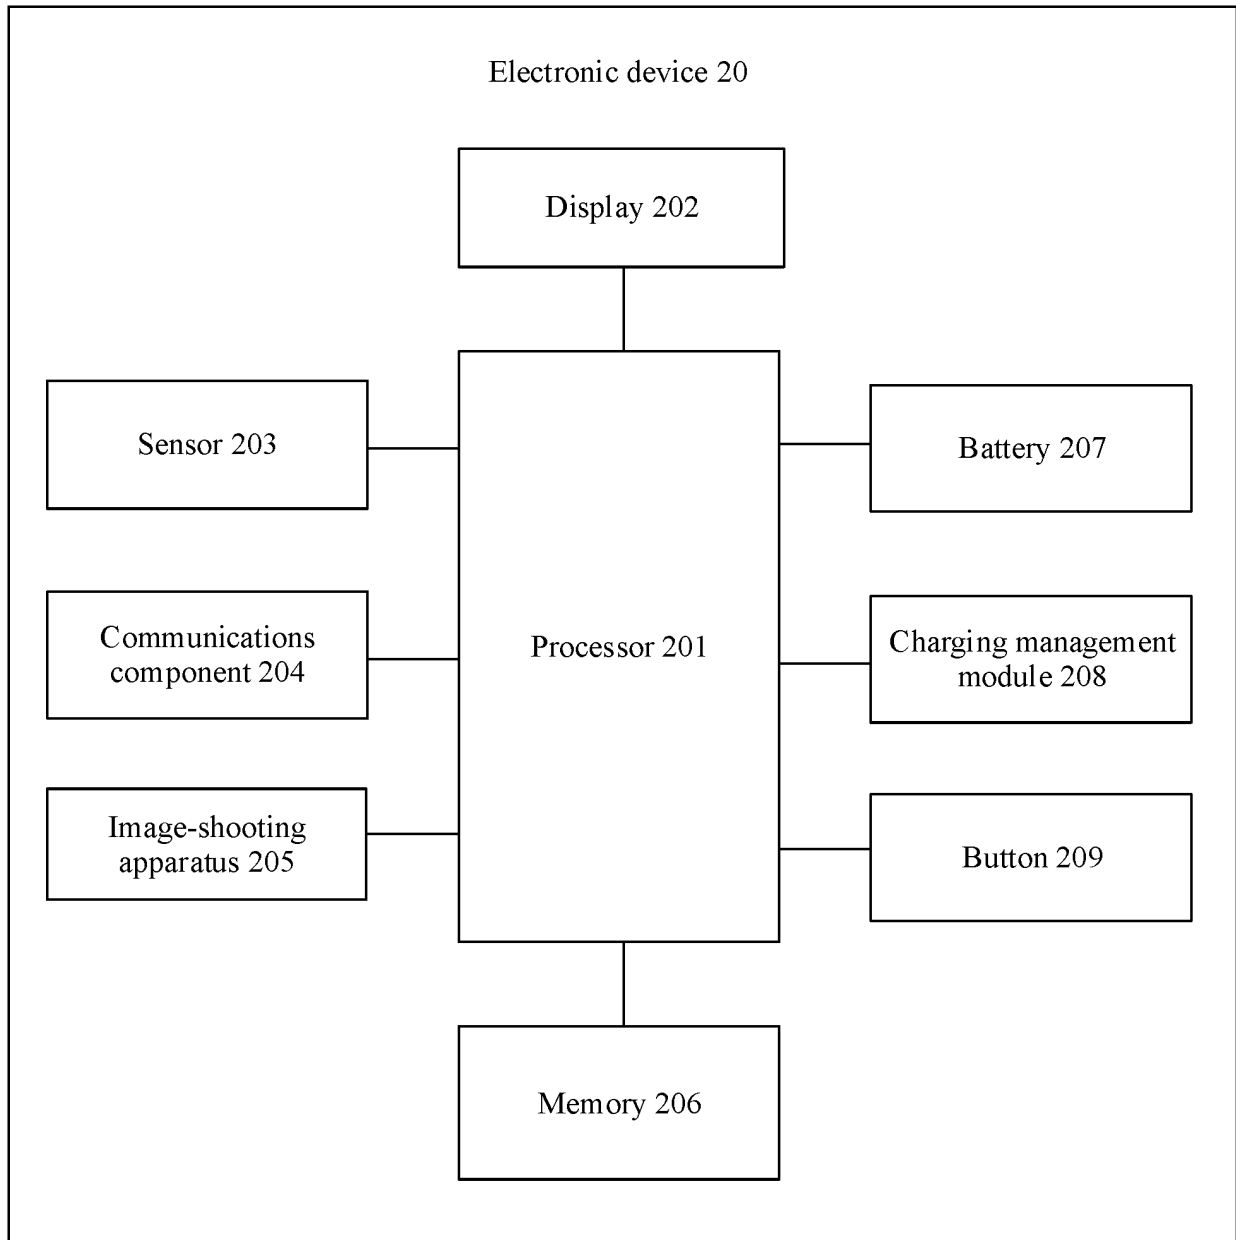 Electronic device 20
Display 202
Sensor 203
Battery 207
Communications
component 204
Processor 201
Charging management
module 208
Image-shooting
apparatus 205
Button 209
Memory 206